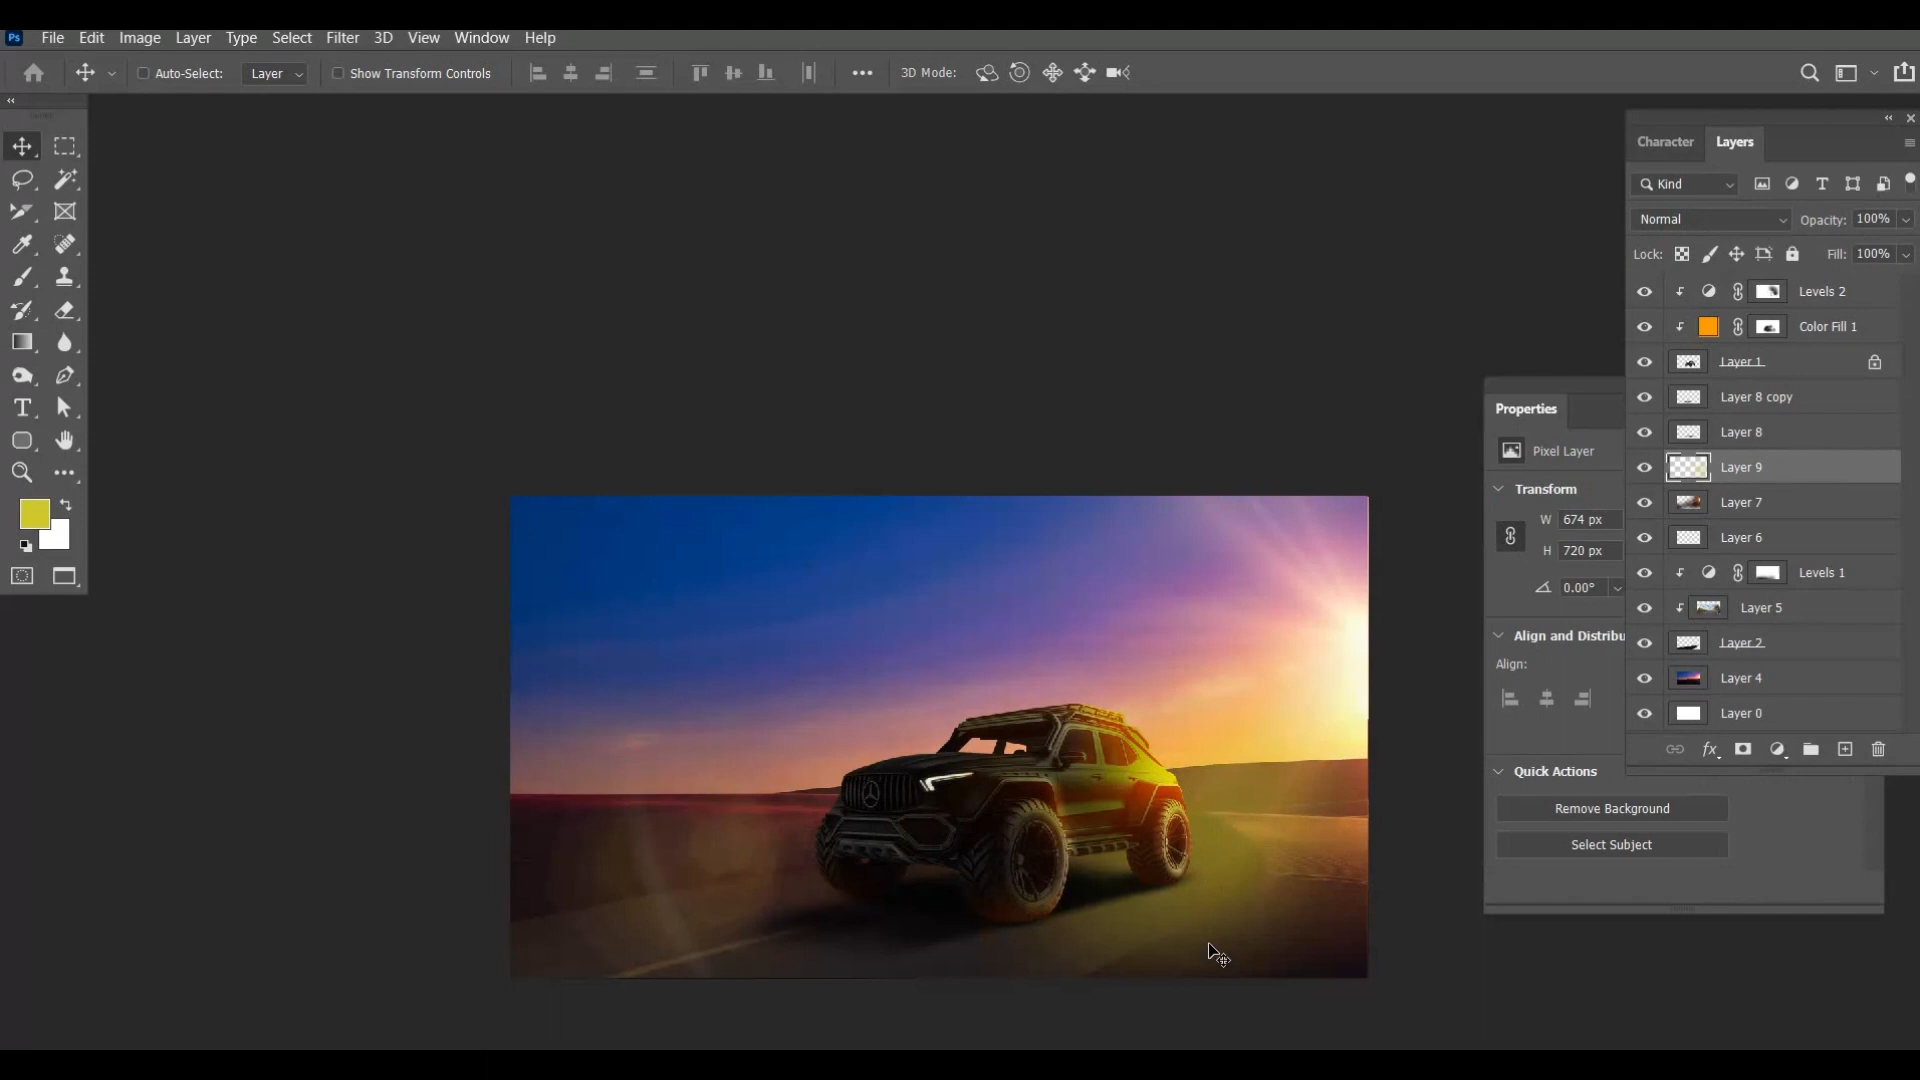 Ps File Edit Image Layer Type Select Filter 3D View Window Help
Auto-Select: Layer Show Transform Controls 3D Mode:
Character Layers
Kind
Normal Opacity: 100%
Lock: Fill: 100%
Levels 2
Color Fill 1
Layer 1
Layer 8 copy
Layer 8
Layer 9
Layer 7
Layer 6
Levels 1
Layer 5
Layer 2
Layer 4
Layer 0
fx
Properties
Pixel Layer
Transform
W 674 px
H 720 px
0.00°
Align and Distribu
Align:
Quick Actions
Remove Background
Select Subject